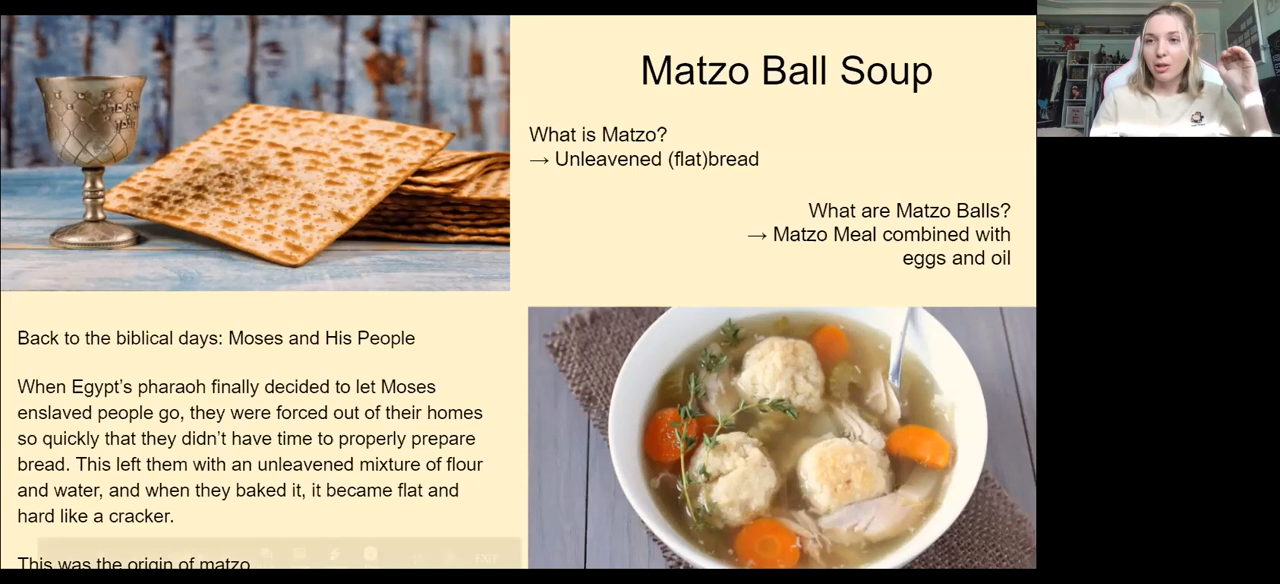 Matzo Ball Soup
What is Matzo?
→ Unleavened (flat)bread
What are Matzo Balls?
→ Matzo Meal combined with
eggs and oil
Back to the biblical days: Moses and His People
When Egypt's pharaoh finally decided to let Moses
enslaved people go, they were forced out of their homes
so quickly that they didn't have time to properly prepare
bread. This left them with an unleavened mixture of flour
and water, and when they baked it, it became flat and
hard like a cracker.
This was the origin of matzo
EXIT